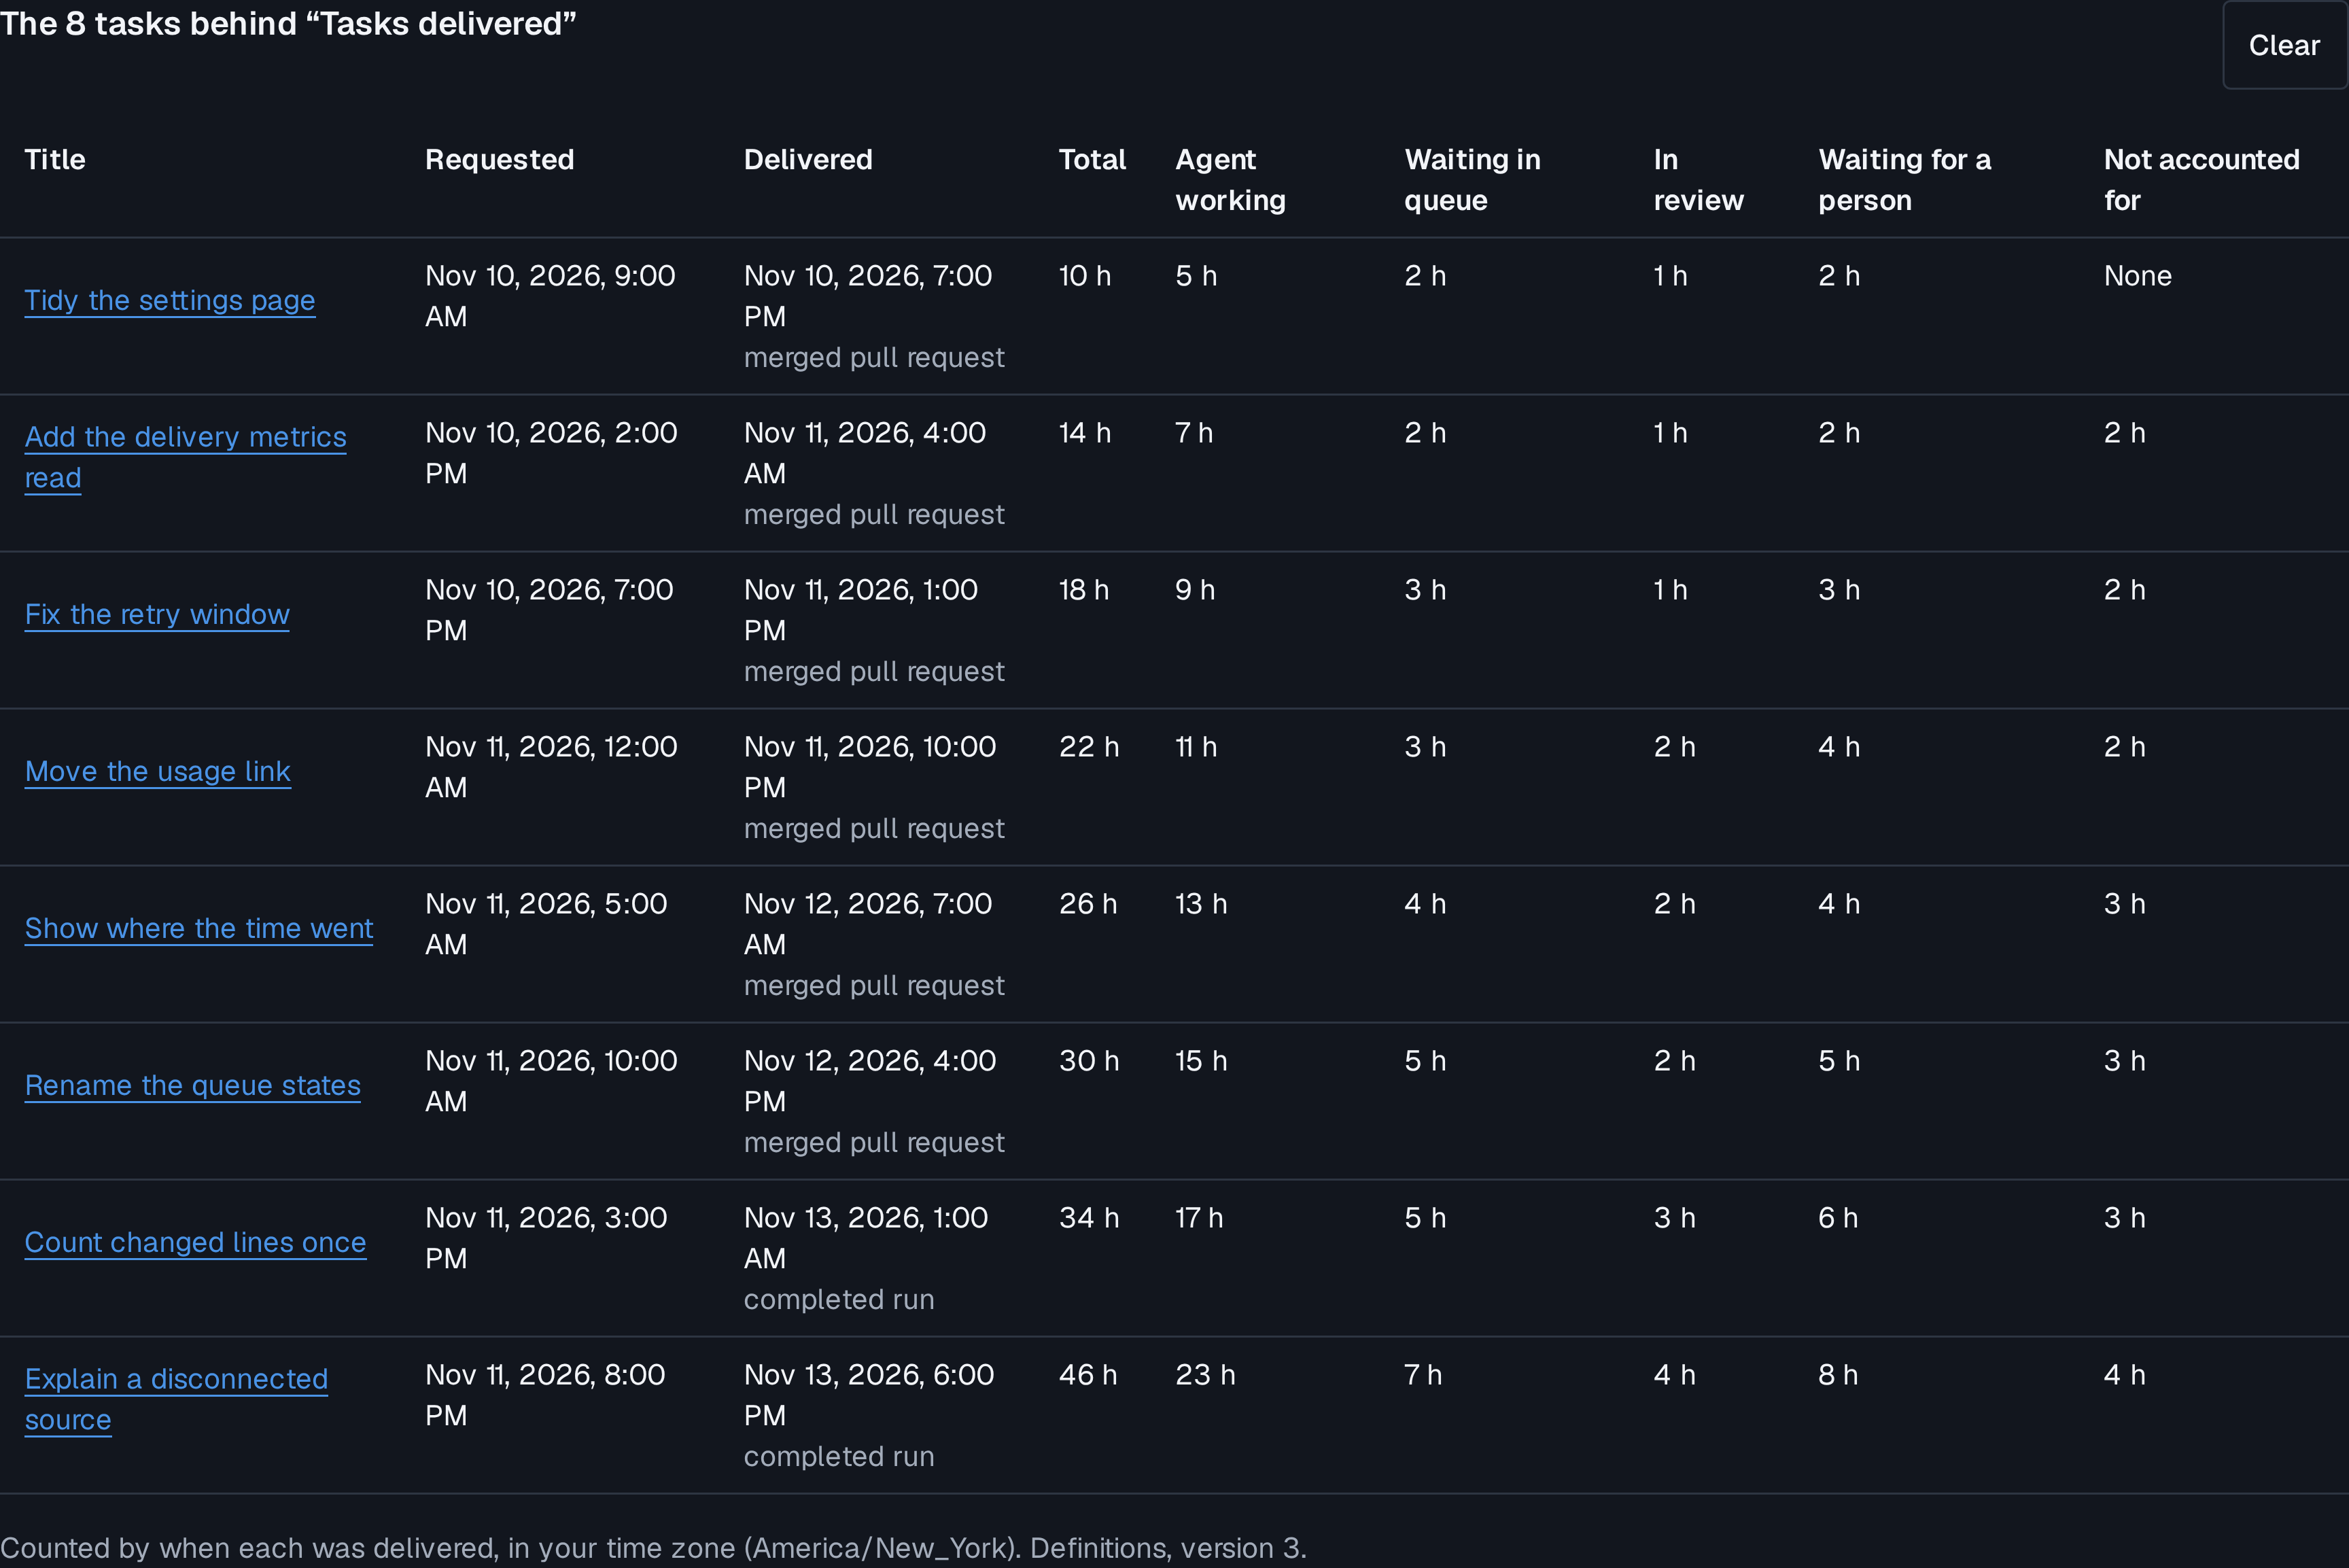 The 8 tasks behind “Tasks delivered”
Clear
Title
Requested
Delivered
Total
Agent
working
Waiting in
queue
In
review
Waiting for a
person
Not accounted
for
Tidy the settings page
Nov 10, 2026, 9:00
AM
Nov 10, 2026, 7:00
PM
merged pull request
10 h
5 h
2 h
1 h
2 h
None
Add the delivery metrics
read
Nov 10, 2026, 2:00
PM
Nov 11, 2026, 4:00
AM
merged pull request
14 h
7 h
2 h
1 h
2 h
2 h
Fix the retry window
Nov 10, 2026, 7:00
PM
Nov 11, 2026, 1:00
PM
merged pull request
18 h
9 h
3 h
1 h
3 h
2 h
Move the usage link
Nov 11, 2026, 12:00
AM
Nov 11, 2026, 10:00
PM
merged pull request
22 h
11 h
3 h
2 h
4 h
2 h
Show where the time went
Nov 11, 2026, 5:00
AM
Nov 12, 2026, 7:00
AM
merged pull request
26 h
13 h
4 h
2 h
4 h
3 h
Rename the queue states
Nov 11, 2026, 10:00
AM
Nov 12, 2026, 4:00
PM
merged pull request
30 h
15 h
5 h
2 h
5 h
3 h
Count changed lines once
Nov 11, 2026, 3:00
PM
Nov 13, 2026, 1:00
AM
completed run
34 h
17 h
5 h
3 h
6 h
3 h
Explain a disconnected
source
Nov 11, 2026, 8:00
PM
Nov 13, 2026, 6:00
PM
completed run
46 h
23 h
7 h
4 h
8 h
4 h
Counted by when each was delivered, in your time zone (America/New_York). Definitions, version 3.